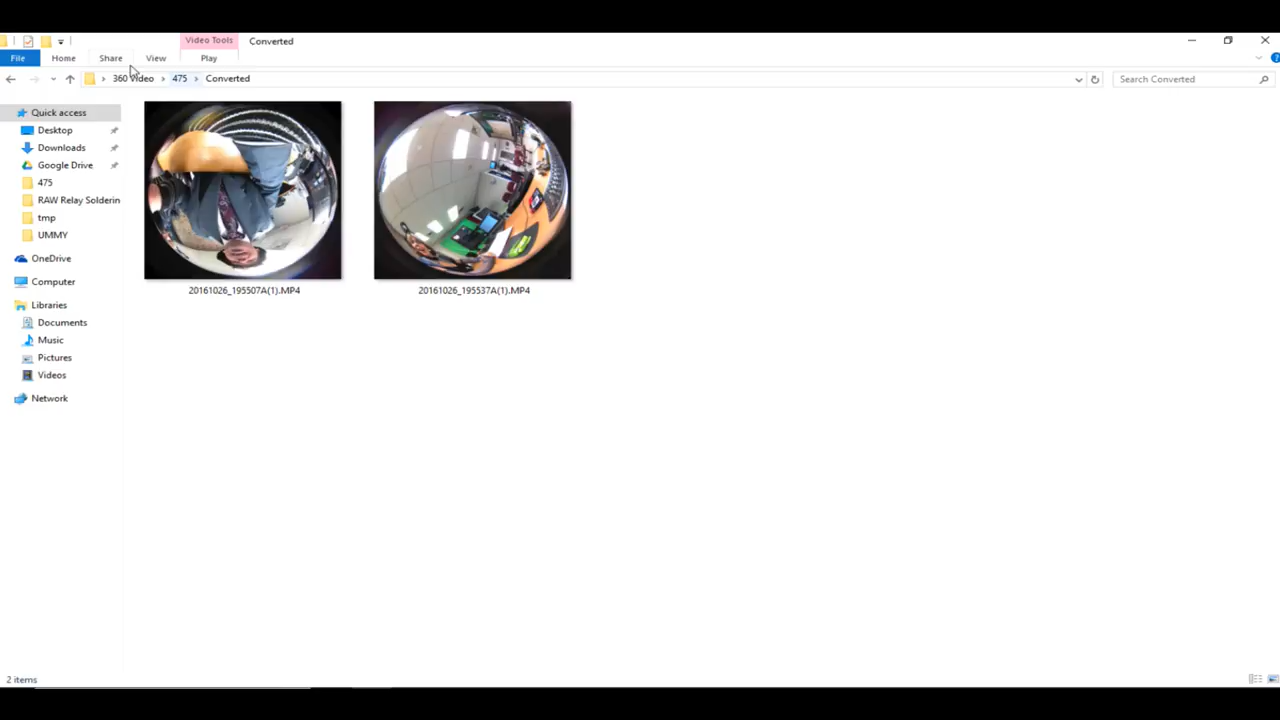 Video Tools Converted
File Home Share View Play
360 Video 475 Converted Search Converted
Quick access
Desktop
Downloads
Google Drive
475
RAW Relay Solderin
tmp
UMMY
OneDrive
Computer
Libraries
Documents
Music
Pictures
Videos
Network
20161026_195507A(1).MP4 20161026_195537A(1).MP4
2 items